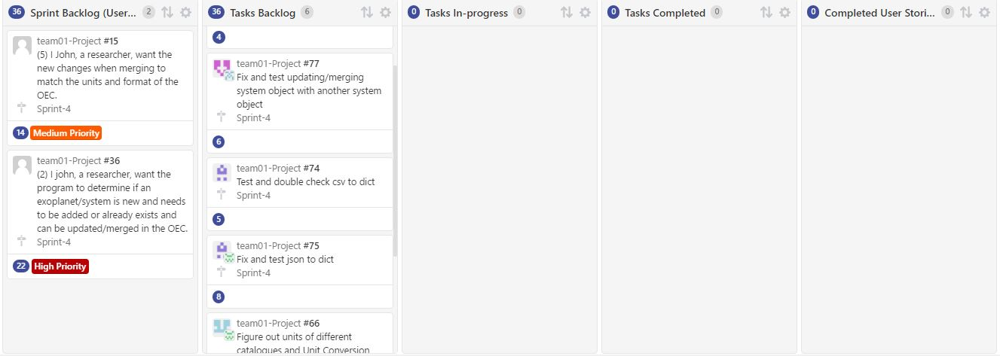 36 Sprint Backlog (User... 2
team01-Project #15
(5) I John, a researcher, want the
new changes when merging to
match the units and format of the
OEC.
Sprint-4
14 Medium Priority
team01-Project #36
(2) I john, a researcher, want the
program to determine if an
exoplanet/system is new and needs
to be added or already exists and
can be updated/merged in the OEC.
Sprint-4
22 High Priority
36 Tasks Backlog 6
4
team01-Project #77
Fix and test updating/merging
system object with another system
object
Sprint-4
6
team01-Project #74
Test and double check csv to dict
Sprint-4
5
team01-Project #75
Fix and test json to dict
Sprint-4
8
team01-Project #66
Figure out units of different
catalogues and Unit Conversion
0 Tasks In-progress 0
0 Tasks Completed 0
0 Completed User Stori... 0